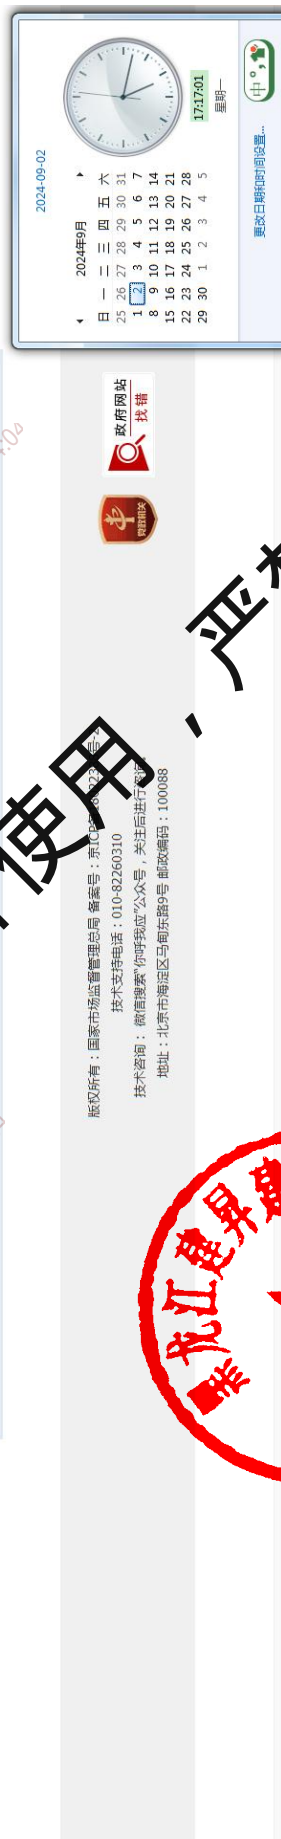 2024-09-02
2024年9月
日 一 二 三 四 五 六
25 26 27 28 29 30 31
1 2 3 4 5 6 7
8 9 10 11 12 13 14
15 16 17 18 19 20 21
22 23 24 25 26 27 28
29 30 1 2 3 4 5
17:17:01
星期一
更改日期和时间设置...
中
政府网站
找错
党政机关
版权所有：国家市场监督管理总局 备案号：京ICP
技术支持电话：010-82260310
技术咨询： 微信搜索“你呼我应”公众号，关注后进行咨询
地址：北京市海淀区马甸东路9号 邮政编码：100088
使用，严
黑龙江建昇建